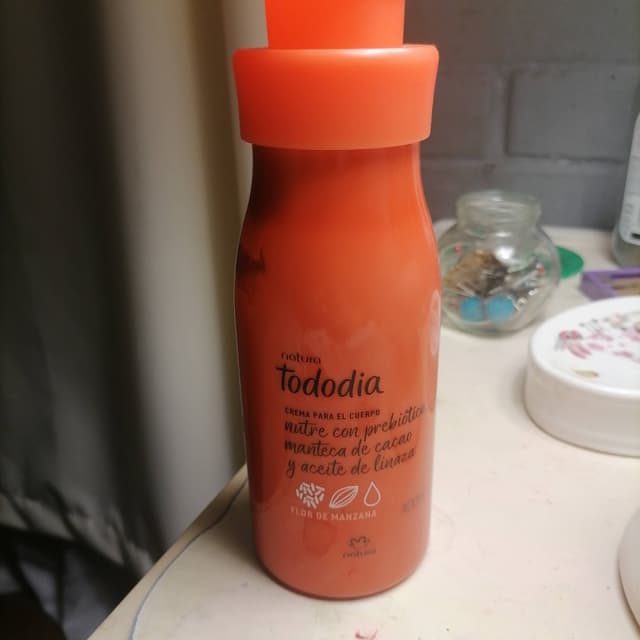 natura
Tododia
CREMA PARA EL CUERPO
nutre con prebiótico
manteca de cacao
y aceite de linaza
FLOR DE MANZANA
natura